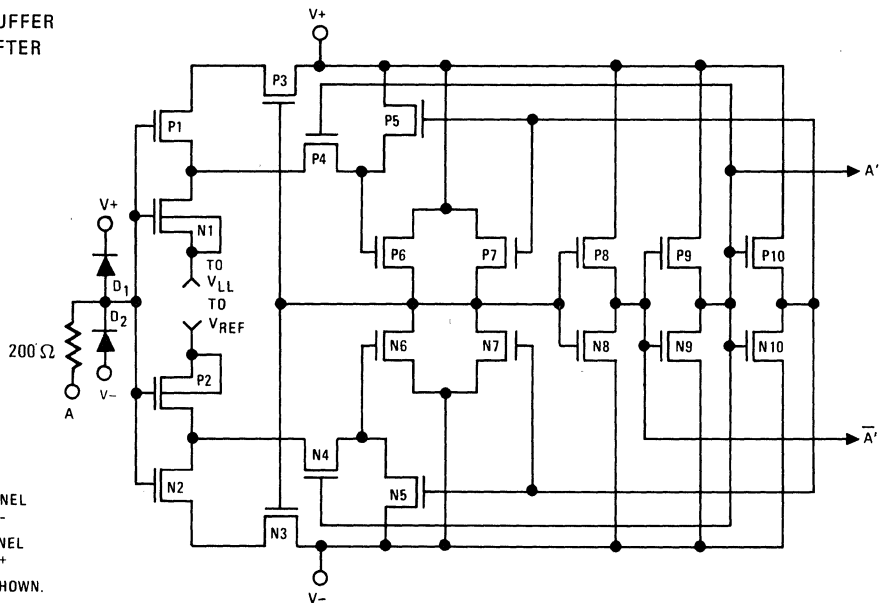 UFFER
FTER
V+
P3
P1
P5
P4
V+
N1
A'
P6
P7
P8
P9
P10
TO
VLL
TO
VREF
D1
D2
200 Ω
A
V–
P2
N6
N7
N8
N9
N10
N4
A'
N2
N5
N3
V–
NEL
–
NEL
+
HOWN.